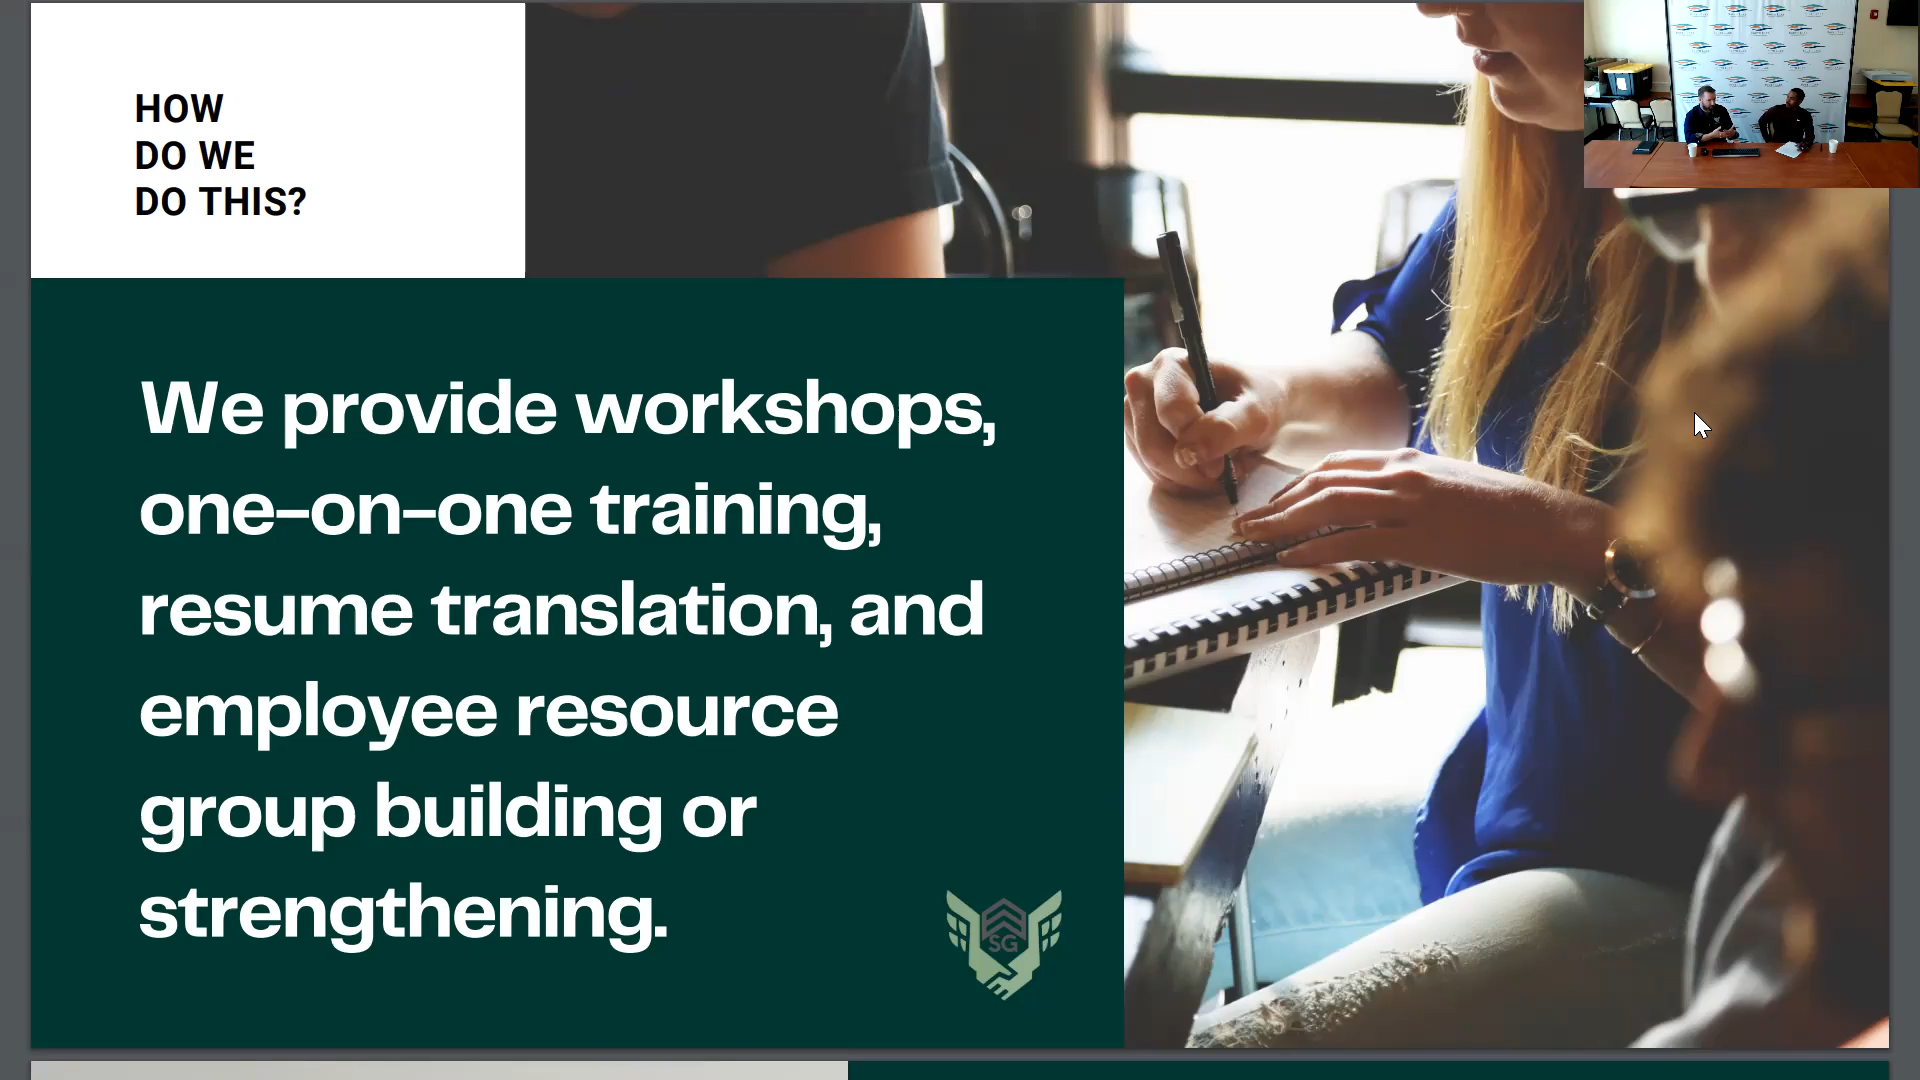 HOW
DO WE
DO THIS?
We provide workshops,
one-on-one training,
resume translation, and
employee resource
group building or
strengthening.
SG